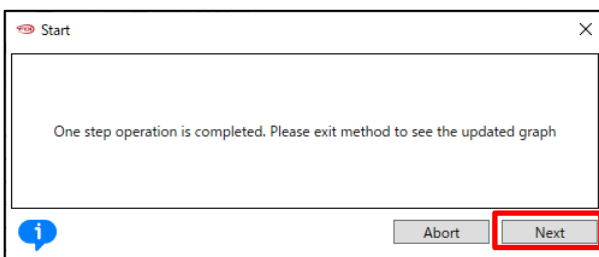 Start
One step operation is completed. Please exit method to see the updated graph
Abort
Next